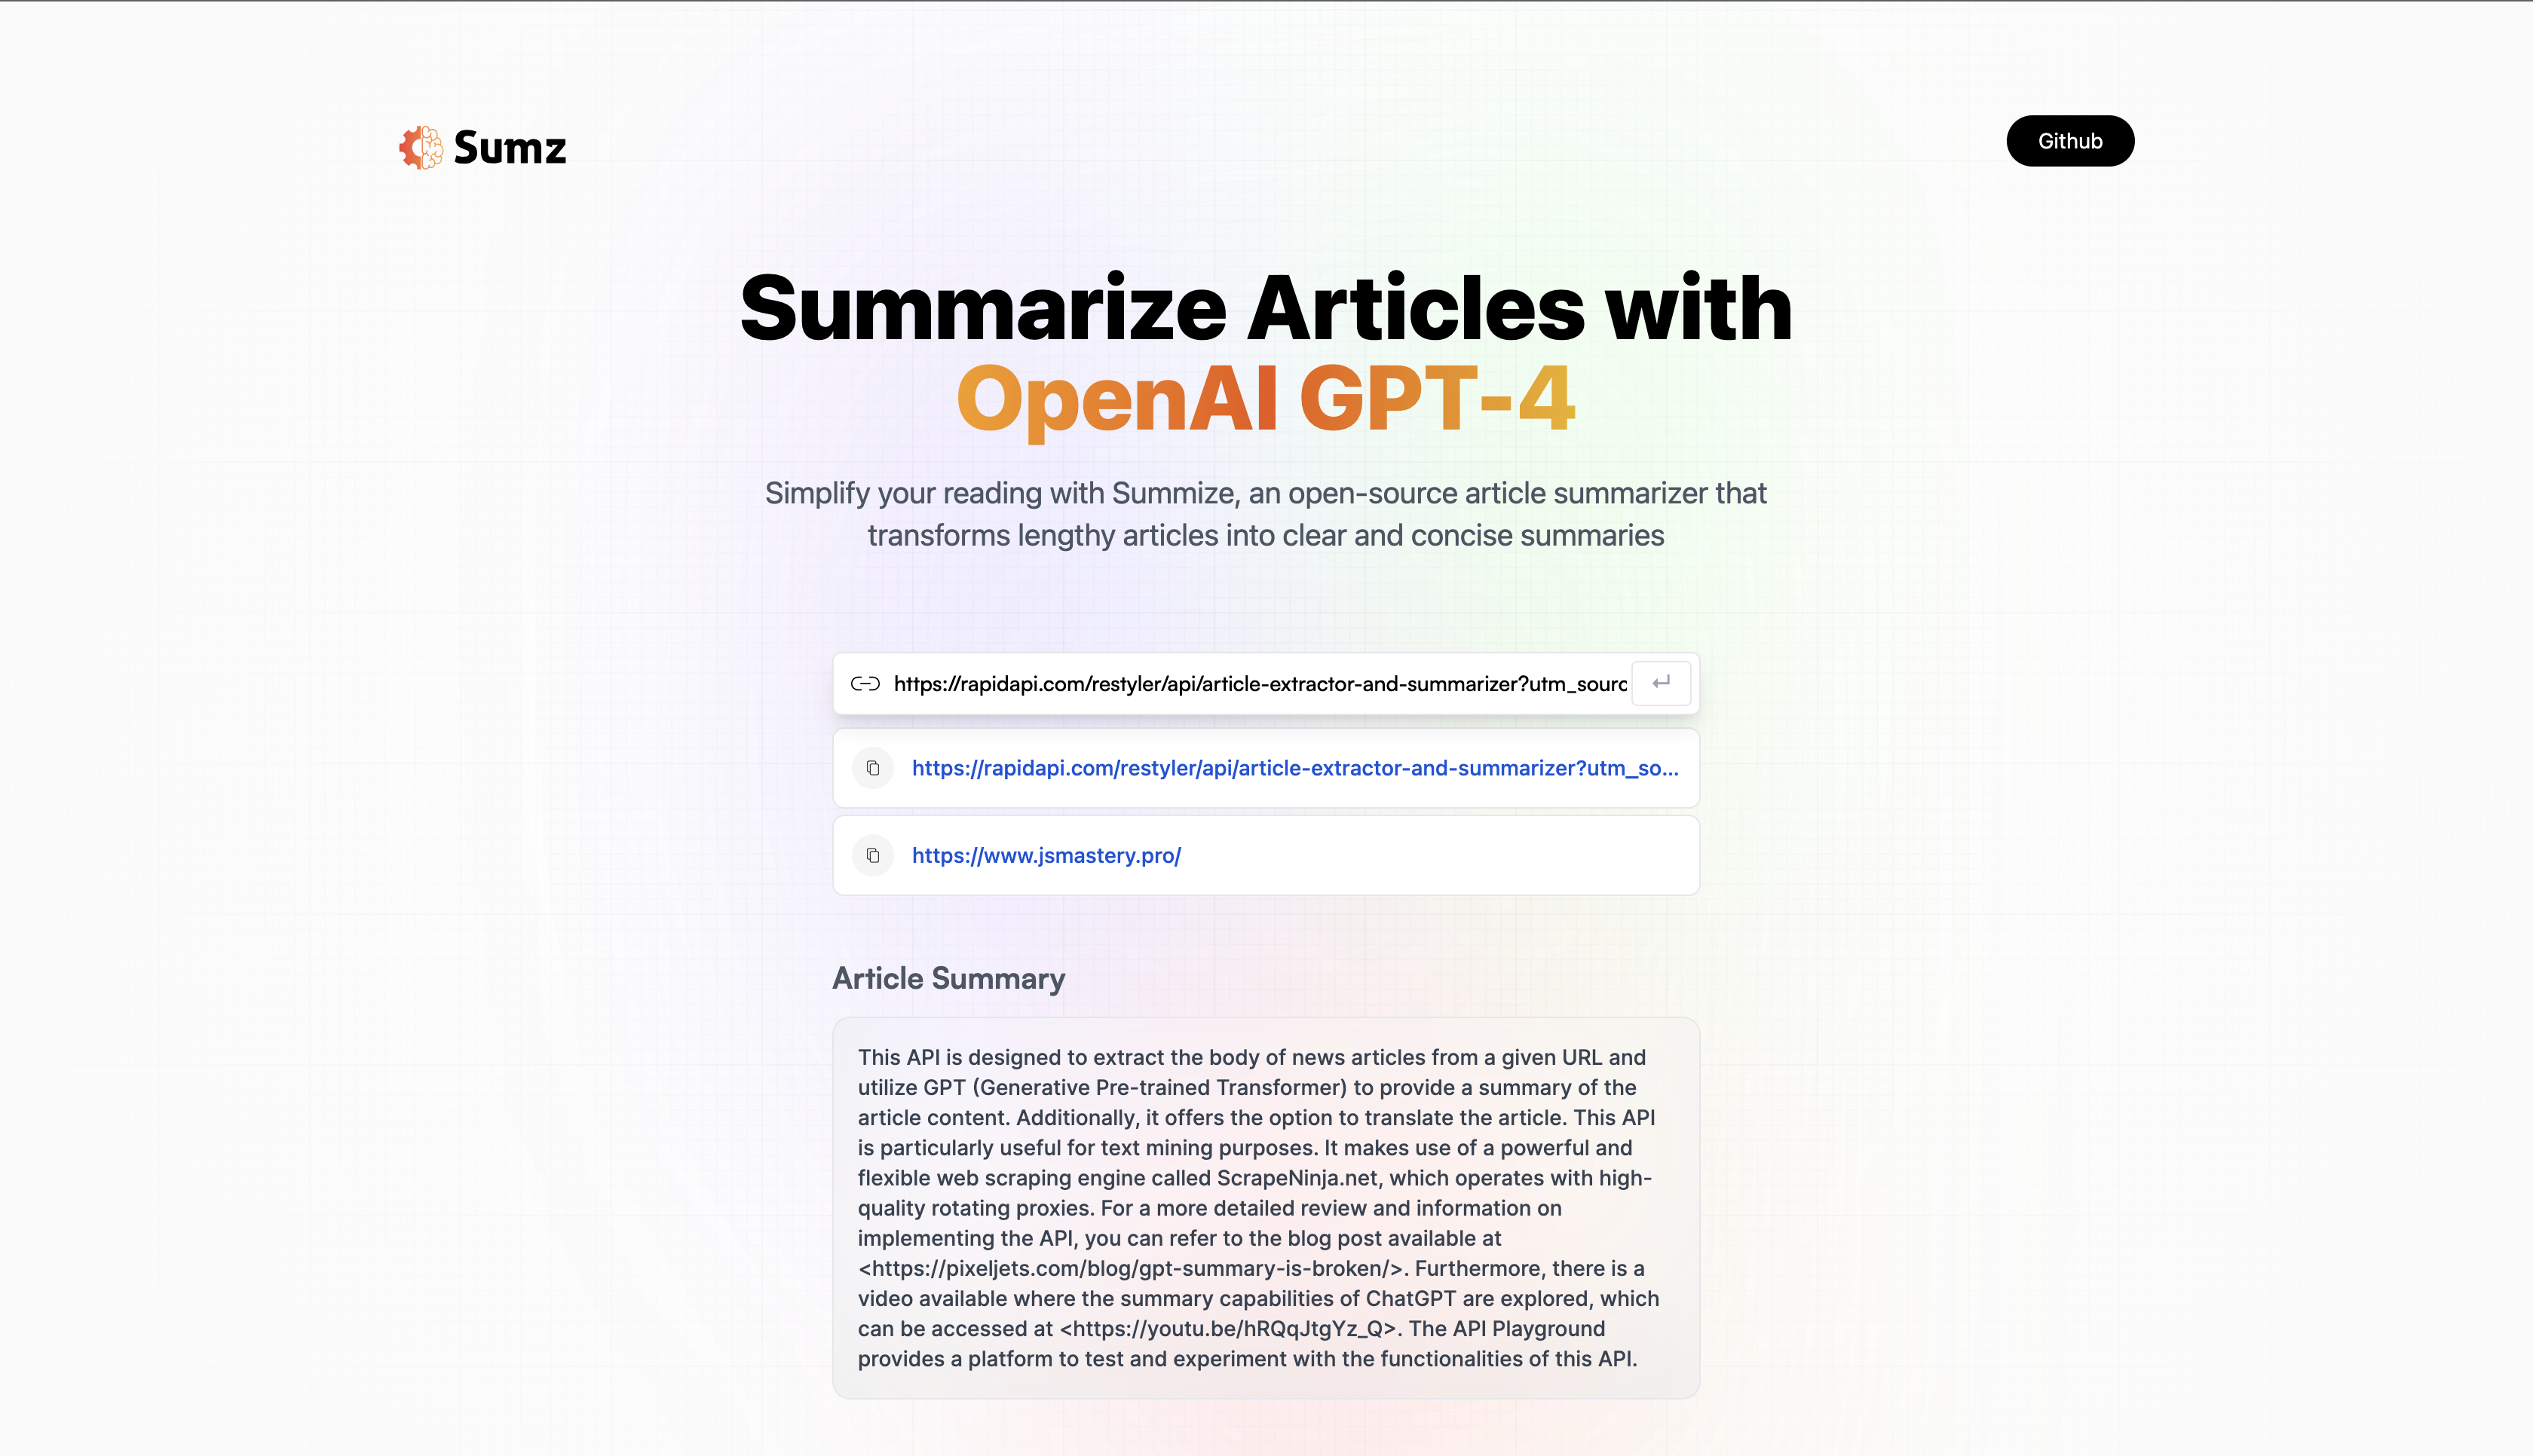 Sumz
Github
Summarize Articles with
OpenAI GPT-4
Simplify your reading with Summize, an open-source article summarizer that
transforms lengthy articles into clear and concise summaries
https://rapidapi.com/restyler/api/article-extractor-and-summarizer?utm_sourc
https://rapidapi.com/restyler/api/article-extractor-and-summarizer?utm_so...
https://www.jsmastery.pro/
Article Summary
This API is designed to extract the body of news articles from a given URL and
utilize GPT (Generative Pre-trained Transformer) to provide a summary of the
article content. Additionally, it offers the option to translate the article. This API
is particularly useful for text mining purposes. It makes use of a powerful and
flexible web scraping engine called ScrapeNinja.net, which operates with high-
quality rotating proxies. For a more detailed review and information on
implementing the API, you can refer to the blog post available at
<https://pixeljets.com/blog/gpt-summary-is-broken/>. Furthermore, there is a
video available where the summary capabilities of ChatGPT are explored, which
can be accessed at <https://youtu.be/hRQqJtgYz_Q>. The API Playground
provides a platform to test and experiment with the functionalities of this API.